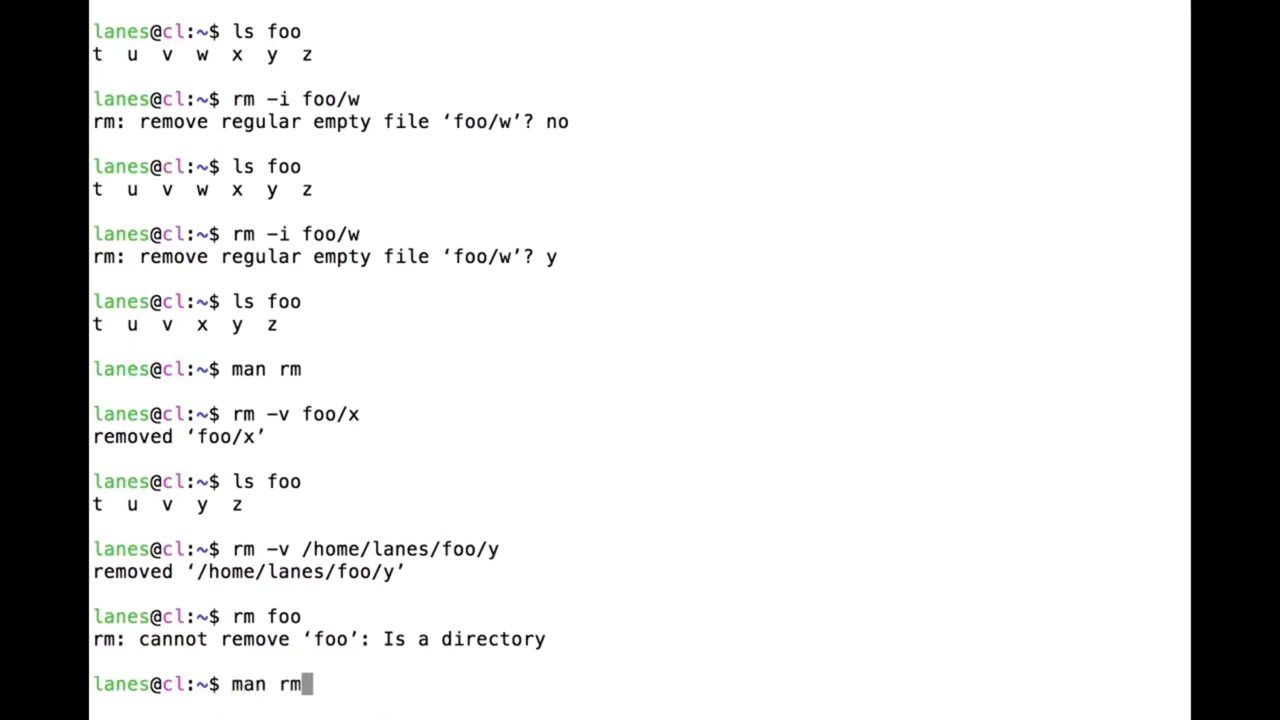 lanes@cl:~$ ls foo
t  u  v  w  x  y  z
lanes@cl:~$ rm -i foo/w
rm: remove regular empty file ‘foo/w’? no
lanes@cl:~$ ls foo
t  u  v  w  x  y  z
lanes@cl:~$ rm -i foo/w
rm: remove regular empty file ‘foo/w’? y
lanes@cl:~$ ls foo
t  u  v  x  y  z
lanes@cl:~$ man rm
lanes@cl:~$ rm -v foo/x
removed ‘foo/x’
lanes@cl:~$ ls foo
t  u  v  y  z
lanes@cl:~$ rm -v /home/lanes/foo/y
removed ‘/home/lanes/foo/y’
lanes@cl:~$ rm foo
rm: cannot remove ‘foo’: Is a directory
lanes@cl:~$ man rm